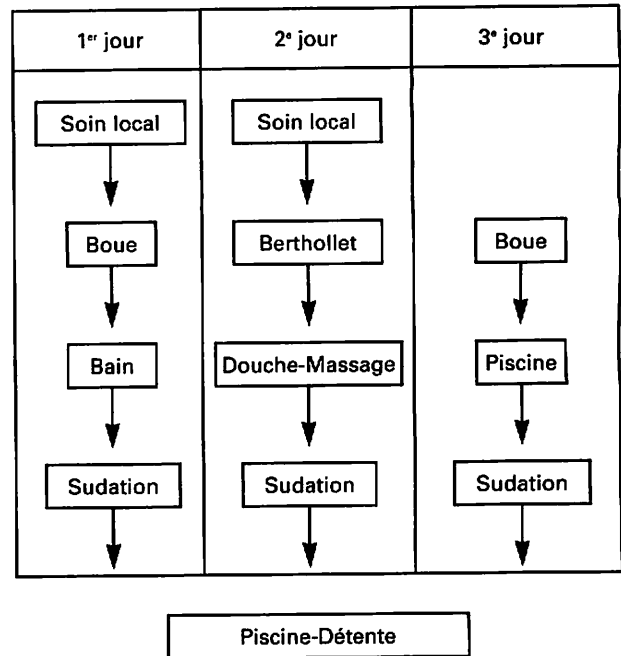 1er jour
2e jour
3e jour
Soin local
Soin local
Boue
Berthollet
Boue
Bain
Douche-Massage
Piscine
Sudation
Sudation
Sudation
Piscine-Détente